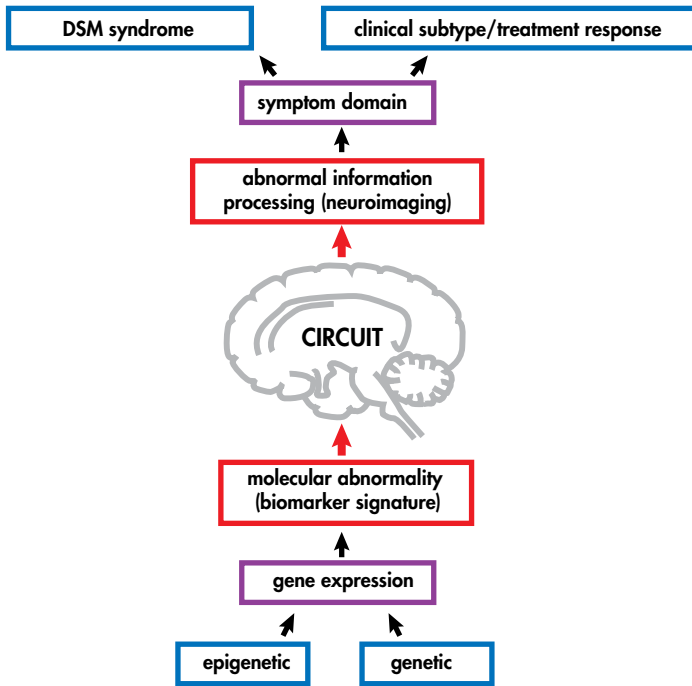 DSM syndrome
clinical subtype/treatment response
symptom domain
abnormal information
processing (neuroimaging)
CIRCUIT
molecular abnormality
(biomarker signature)
gene expression
epigenetic
genetic